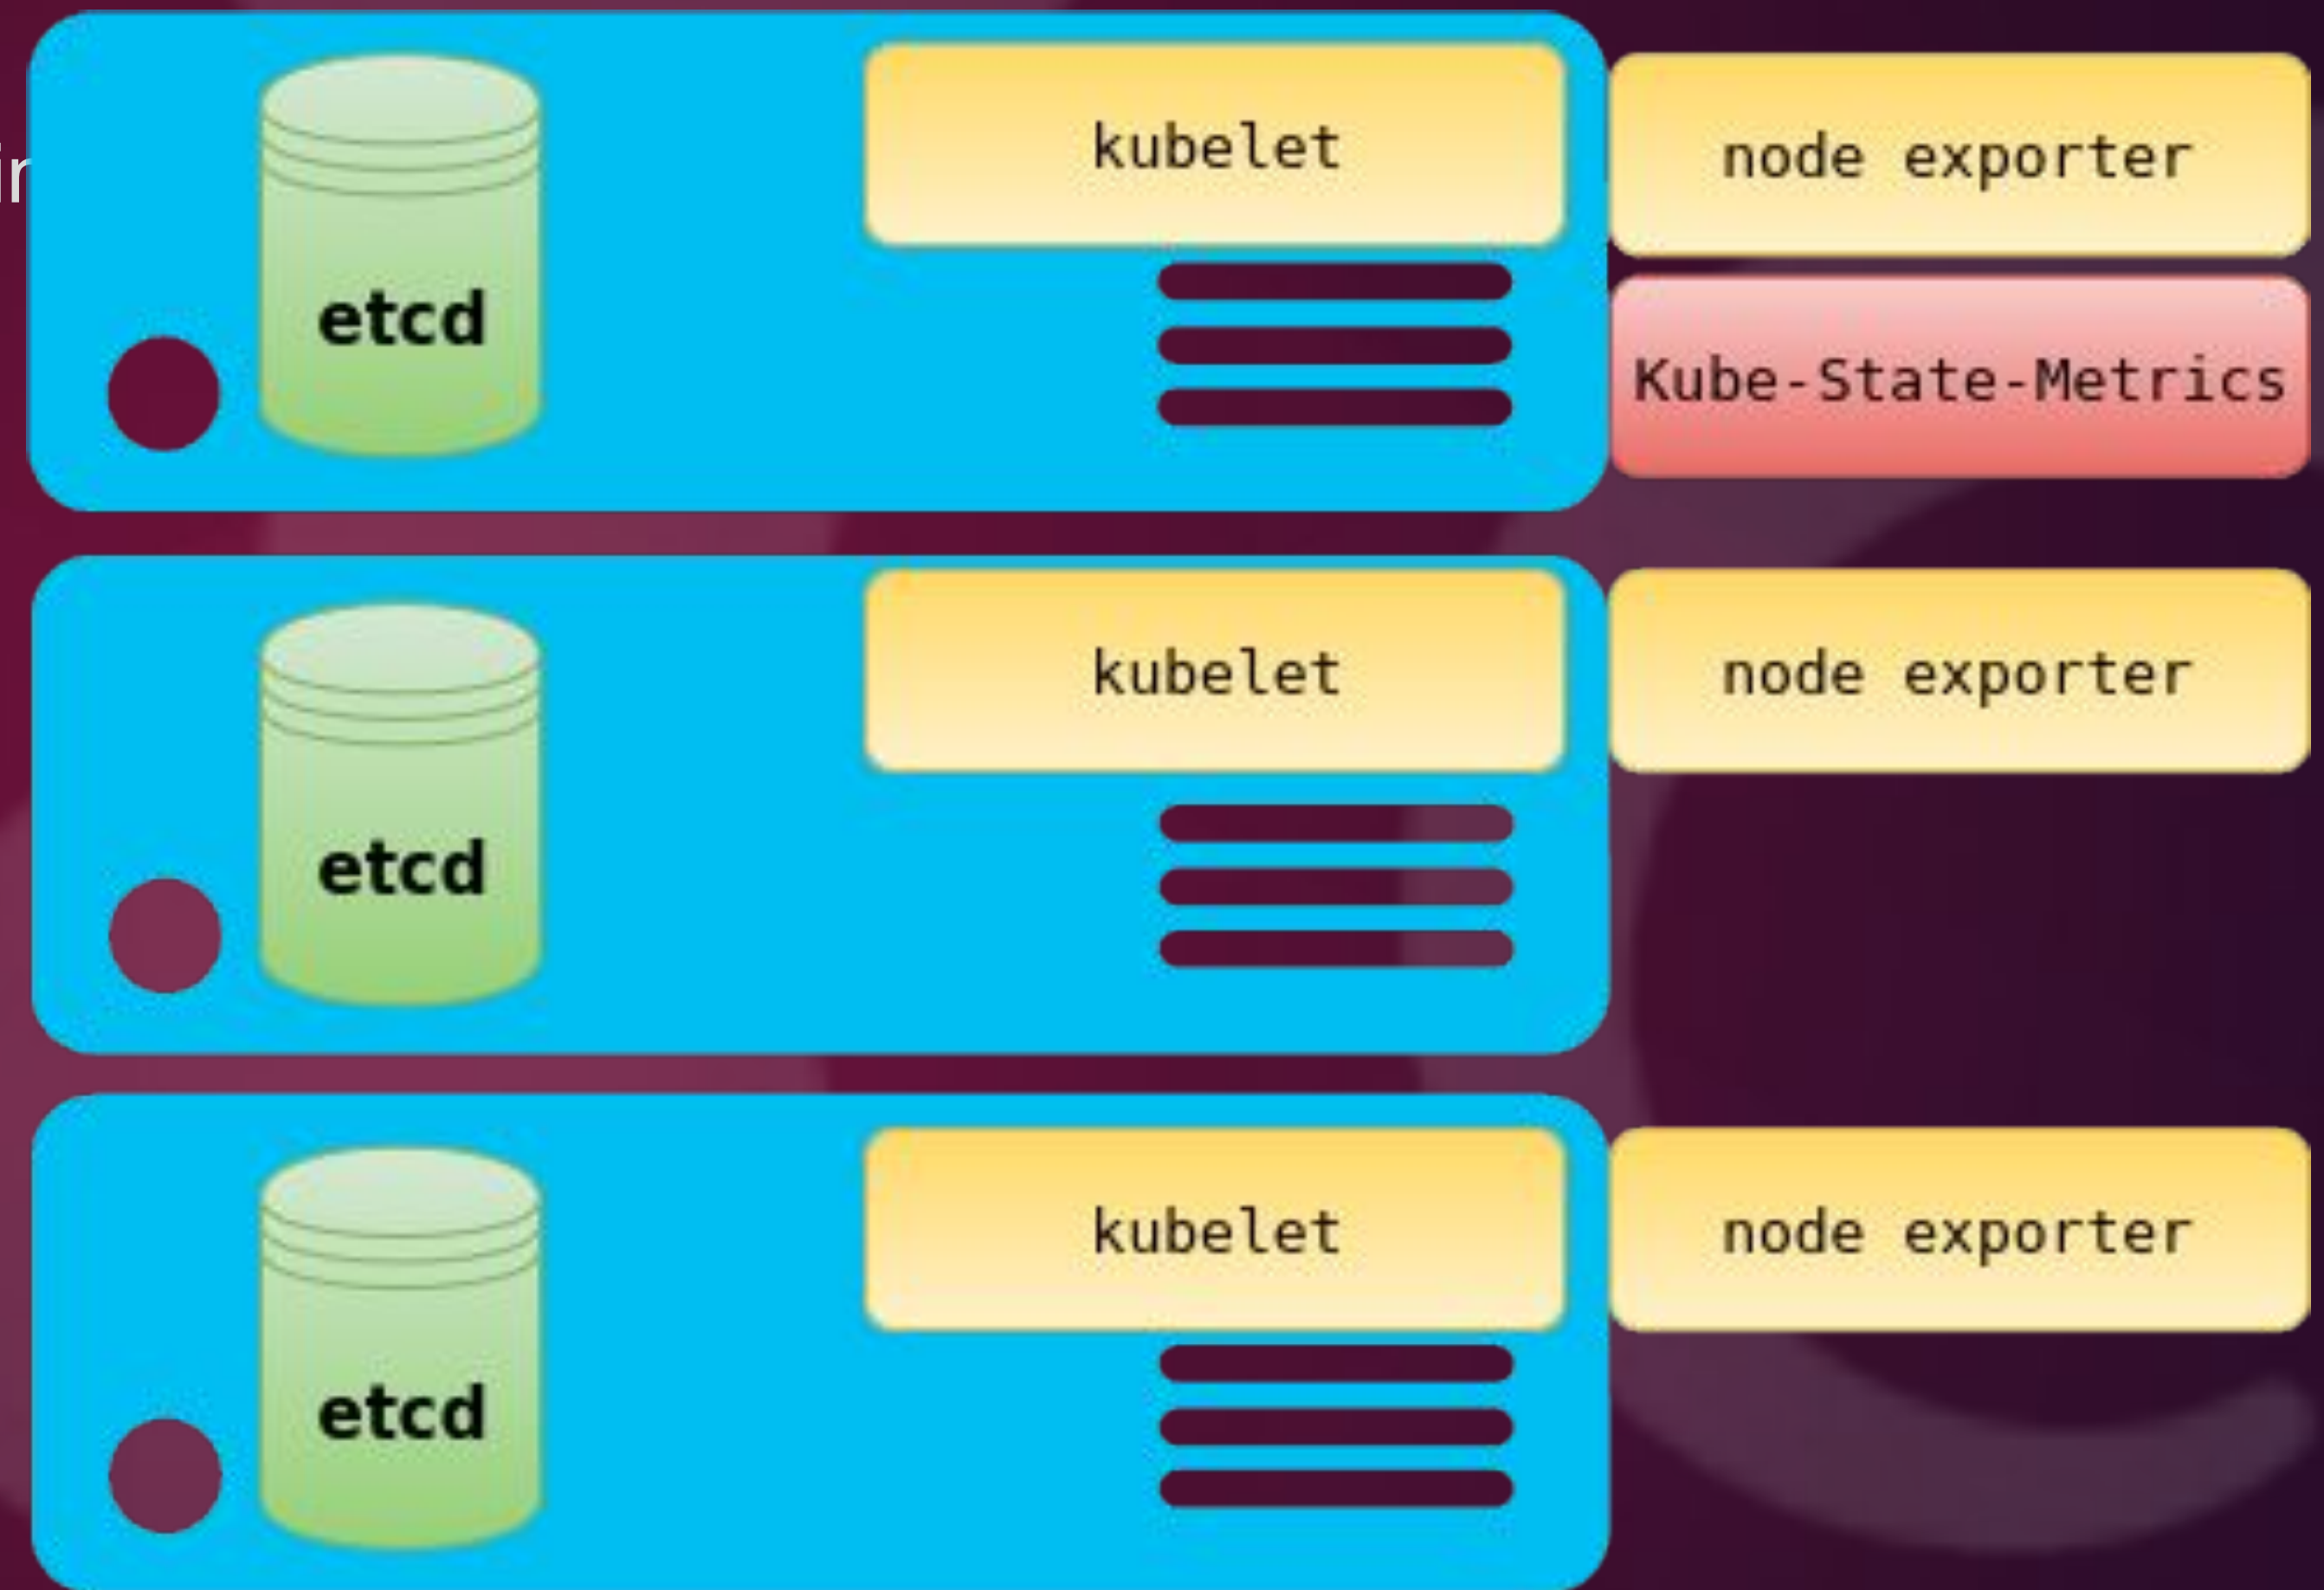 kubelet
node exporter
etcd
Kube-State-Metrics
kubelet
node exporter
etcd
kubelet
node exporter
etcd